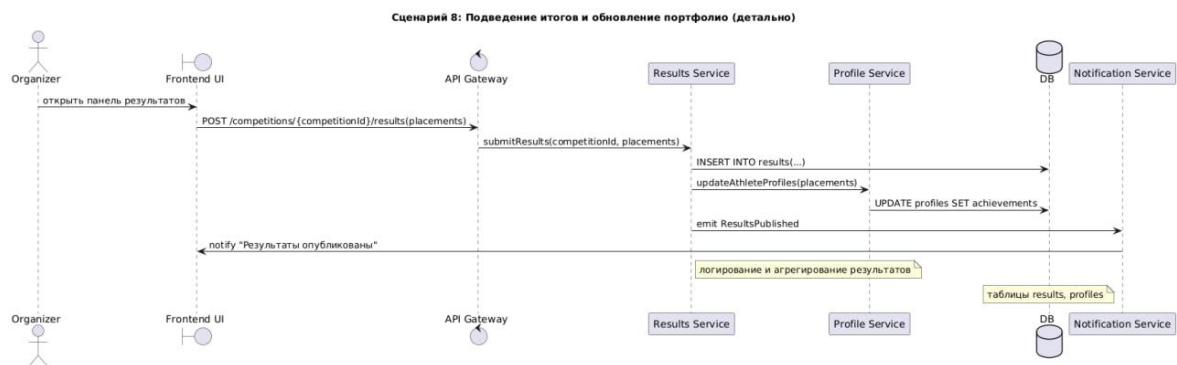 Сценарий 8: Подведение итогов и обновление портфолио (детально)
Organizer
Frontend UI
API Gateway
Results Service
Profile Service
DB
Notification Service
открыть панель результатов
POST /competitions/{competitionId}/results(placements)
submitResults(competitionId, placements)
INSERT INTO results(...)
updateAthleteProfiles(placements)
UPDATE profiles SET achievements
emit ResultsPublished
notify "Результаты опубликованы"
логирование и агрегирование результатов
таблицы results, profiles
Organizer
Frontend UI
API Gateway
Results Service
Profile Service
DB
Notification Service